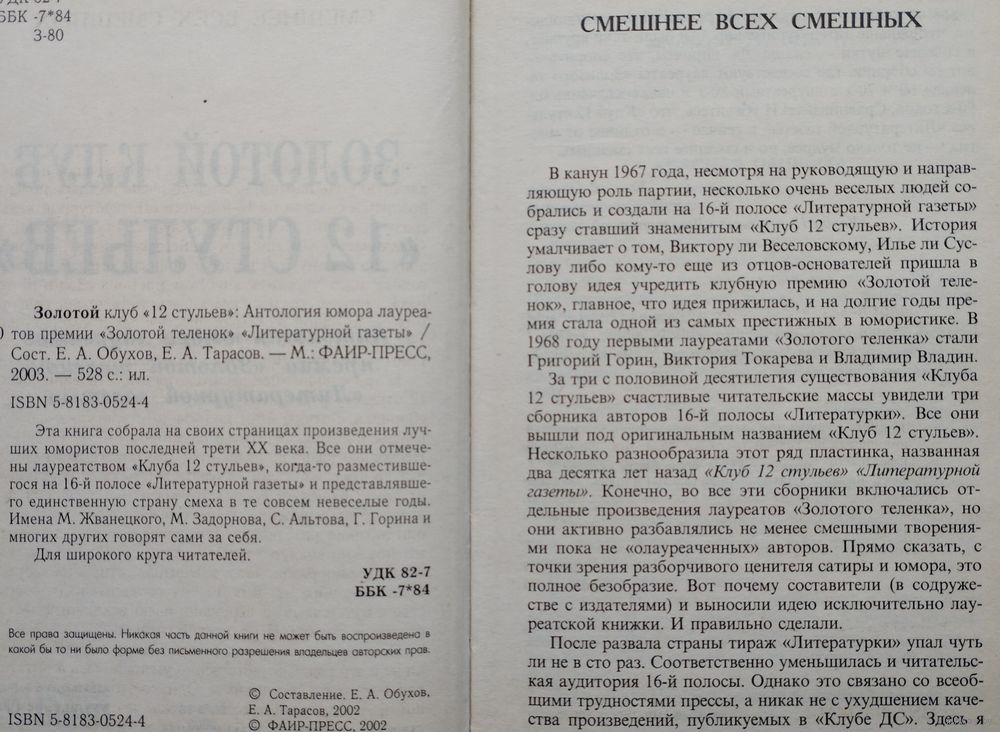 УДК 82-7
ББК -7*84
З-80
Золотой клуб «12 стульев»: Антология юмора лауреа-
тов премии «Золотой теленок» «Литературной газеты» /
Сост. Е. А. Обухов, Е. А. Тарасов. — М.: ФАИР-ПРЕСС,
2003. — 528 с.: ил.
ISBN 5-8183-0524-4
Эта книга собрала на своих страницах произведения луч-
ших юмористов последней трети XX века. Все они отмече-
ны лауреатством «Клуба 12 стульев», когда-то разместивше-
гося на 16-й полосе «Литературной газеты» и представлявше-
го единственную страну смеха в те совсем невеселые годы.
Имена М. Жванецкого, М. Задорнова, С. Альтова, Г. Горина и
многих других говорят сами за себя.
Для широкого круга читателей.
УДК 82-7
ББК -7*84
Все права защищены. Никакая часть данной книги не может быть воспроизведена в
какой бы то ни было форме без письменного разрешения владельцев авторских прав.
© Составление. Е. А. Обухов,
Е. А. Тарасов, 2002
ISBN 5-8183-0524-4
© ФАИР-ПРЕСС, 2002
СМЕШНЕЕ ВСЕХ СМЕШНЫХ
В канун 1967 года, несмотря на руководящую и направ-
ляющую роль партии, несколько очень веселых людей со-
брались и создали на 16-й полосе «Литературной газеты»
сразу ставший знаменитым «Клуб 12 стульев». История
умалчивает о том, Виктору ли Веселовскому, Илье ли Сус-
лову либо кому-то еще из отцов-основателей пришла в
голову идея учредить клубную премию «Золотой теле-
нок», главное, что идея прижилась, и на долгие годы пре-
мия стала одной из самых престижных в юмористике. В
1968 году первыми лауреатами «Золотого теленка» стали
Григорий Горин, Виктория Токарева и Владимир Владин.
За три с половиной десятилетия существования «Клуба
12 стульев» счастливые читательские массы увидели три
сборника авторов 16-й полосы «Литературки». Все они
вышли под оригинальным названием «Клуб 12 стульев».
Несколько разнообразила этот ряд пластинка, названная
два десятка лет назад «Клуб 12 стульев» «Литературной
газеты». Конечно, во все эти сборники включались от-
дельные произведения лауреатов «Золотого теленка», но
они активно разбавлялись не менее смешными творения-
ми пока не «олауреаченных» авторов. Прямо сказать, с
точки зрения разборчивого ценителя сатиры и юмора, это
полное безобразие. Вот почему составители (в содруже-
стве с издателями) и выносили идею исключительно лау-
реатской книжки. И правильно сделали.
После развала страны тираж «Литературки» упал чуть
ли не в сто раз. Соответственно уменьшилась и читательс-
кая аудитория 16-й полосы. Однако это связано со всеоб-
щими трудностями прессы, а никак не с ухудшением каче-
ства произведений, публикуемых в «Клубе ДС». Здесь я